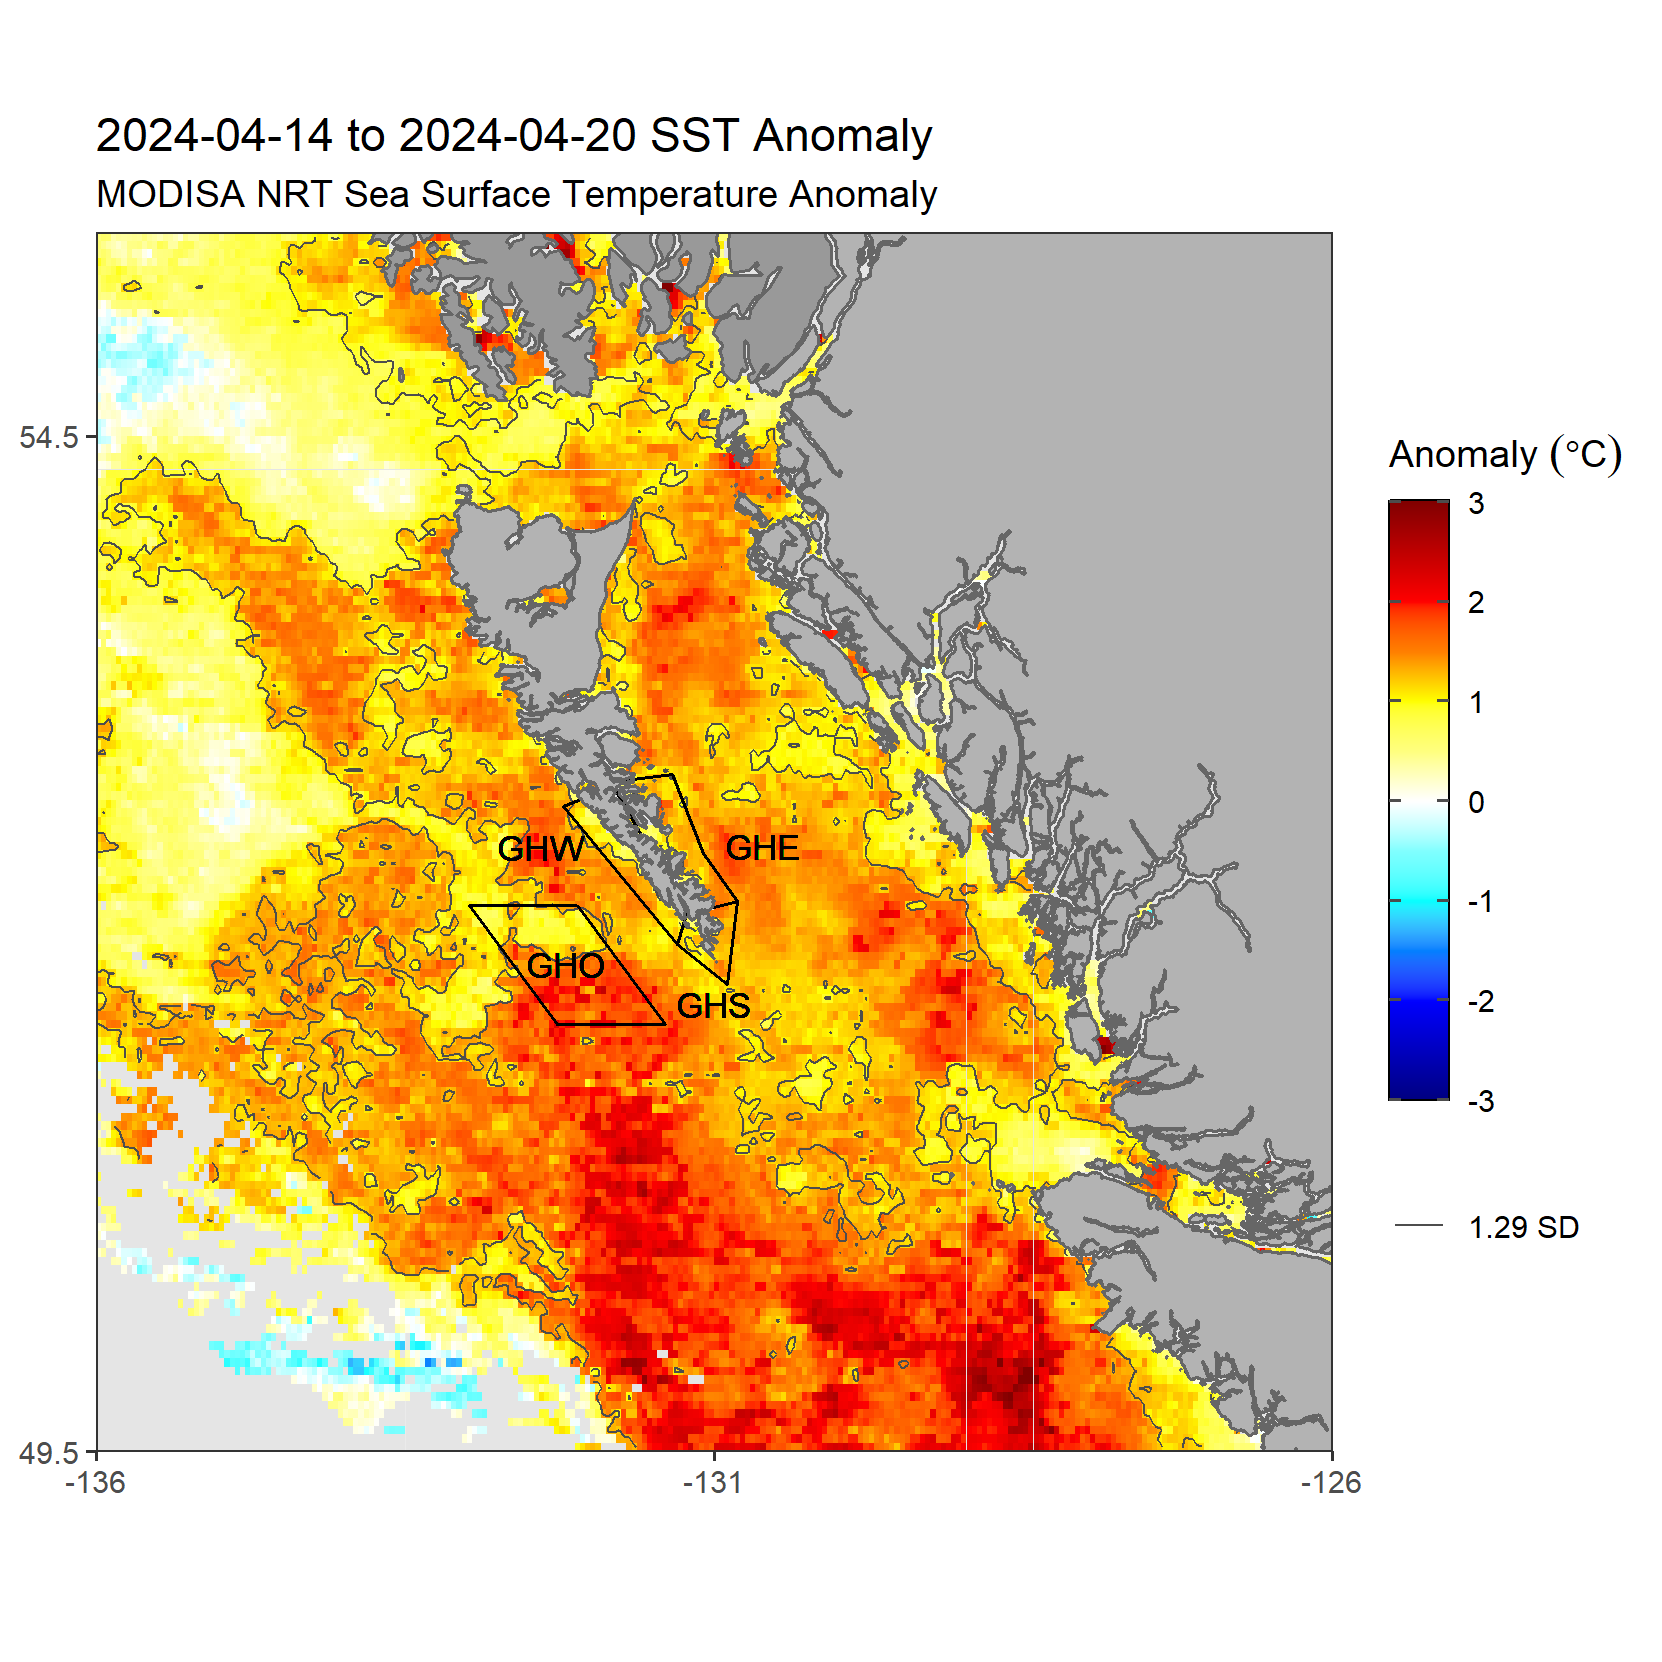 2024-04-14 to 2024-04-20 SST Anomaly
MODISA NRT Sea Surface Temperature Anomaly
54.5
49.5
-136
-131
-126
GHW
GHE
GHO
GHS
Anomaly (°C)
3
2
1
0
-1
-2
-3
1.29 SD